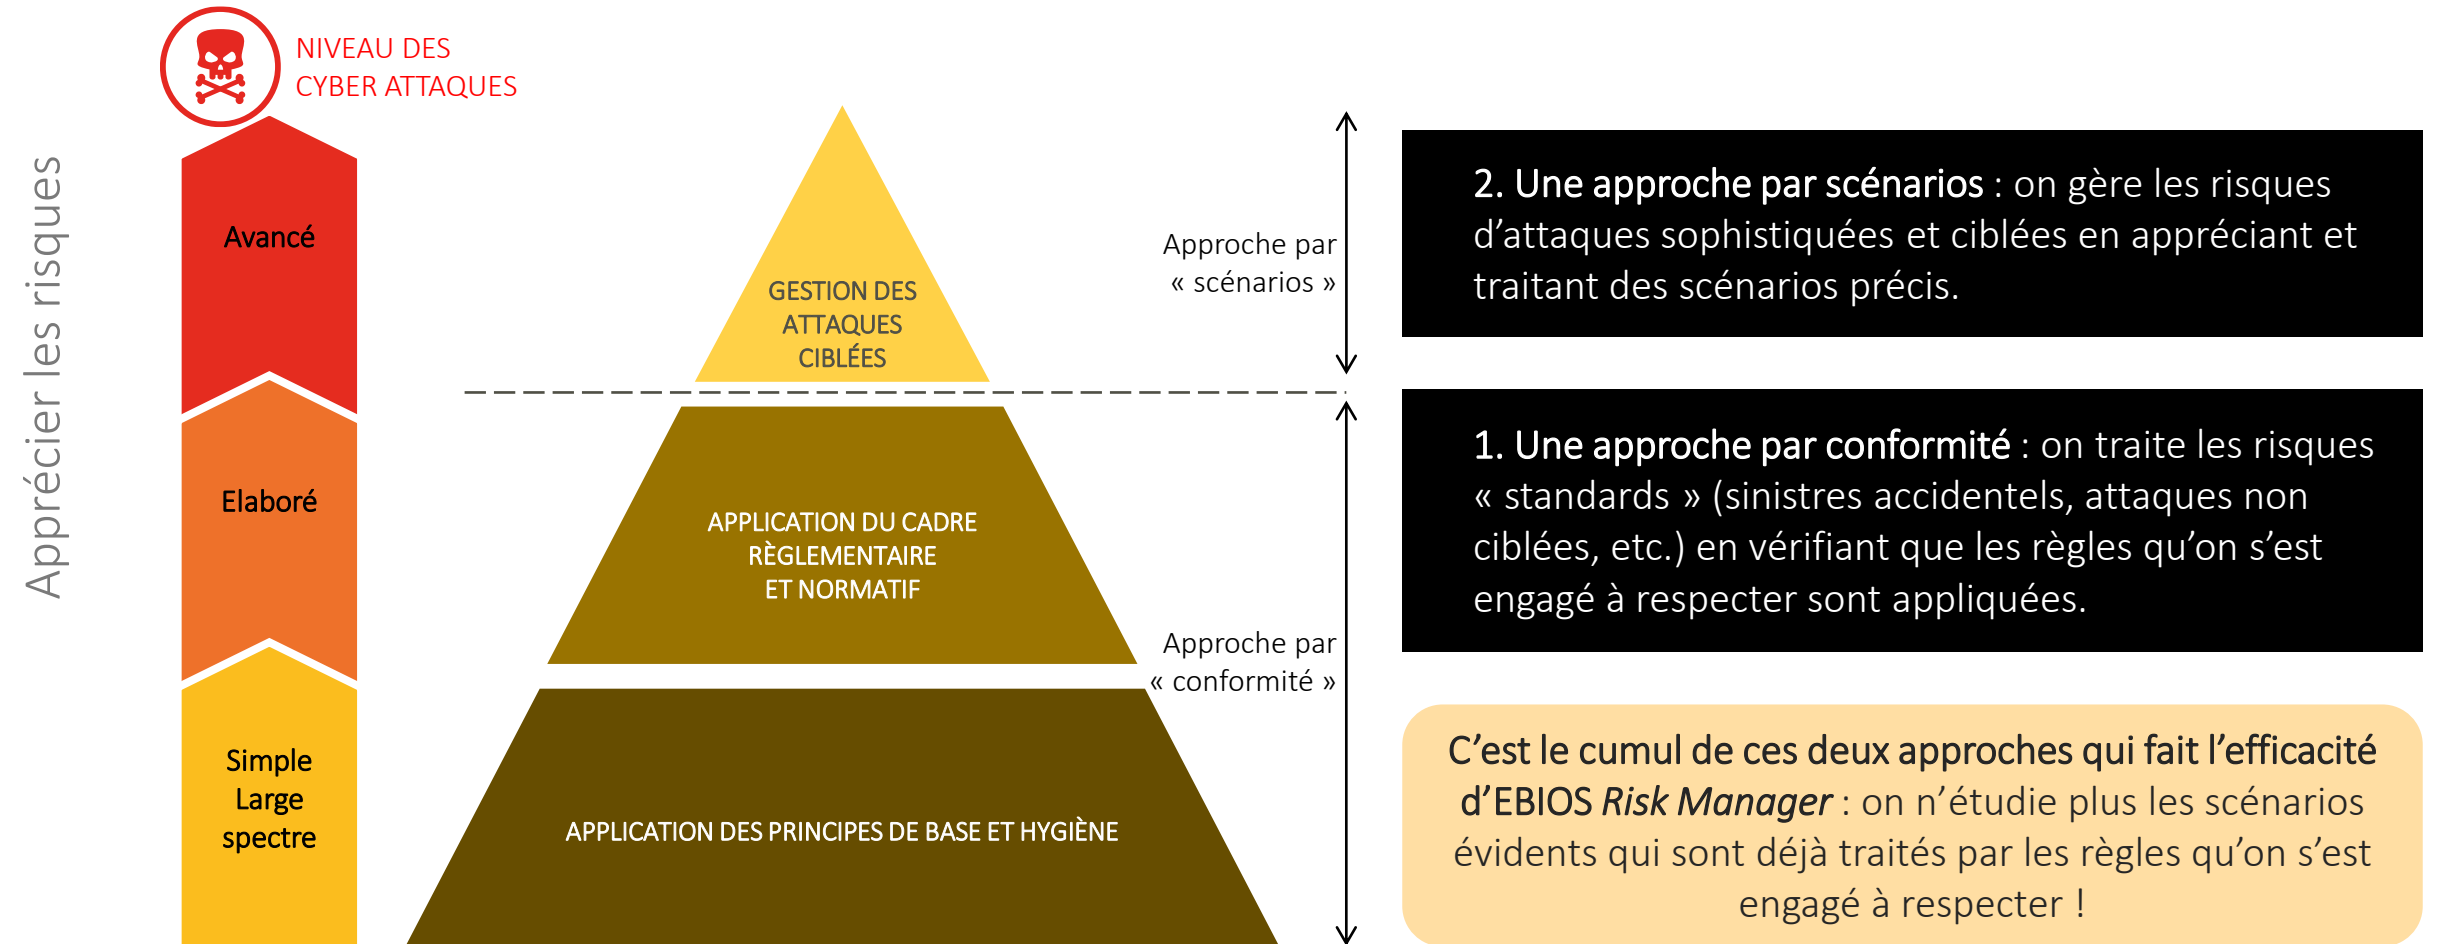 NIVEAU DES
CYBER ATTAQUES
Apprécier les risques
Avancé
Elaboré
Simple
Large
spectre
GESTION DES
ATTAQUES
CIBLÉES
APPLICATION DU CADRE
RÈGLEMENTAIRE
ET NORMATIF
APPLICATION DES PRINCIPES DE BASE ET HYGIÈNE
Approche par
« scénarios »
Approche par
« conformité »
2. Une approche par scénarios : on gère les risques
d’attaques sophistiquées et ciblées en appréciant et
traitant des scénarios précis.
1. Une approche par conformité : on traite les risques
« standards » (sinistres accidentels, attaques non
ciblées, etc.) en vérifiant que les règles qu’on s’est
engagé à respecter sont appliquées.
C’est le cumul de ces deux approches qui fait l’efficacité
d’EBIOS Risk Manager : on n’étudie plus les scénarios
évidents qui sont déjà traités par les règles qu’on s’est
engagé à respecter !